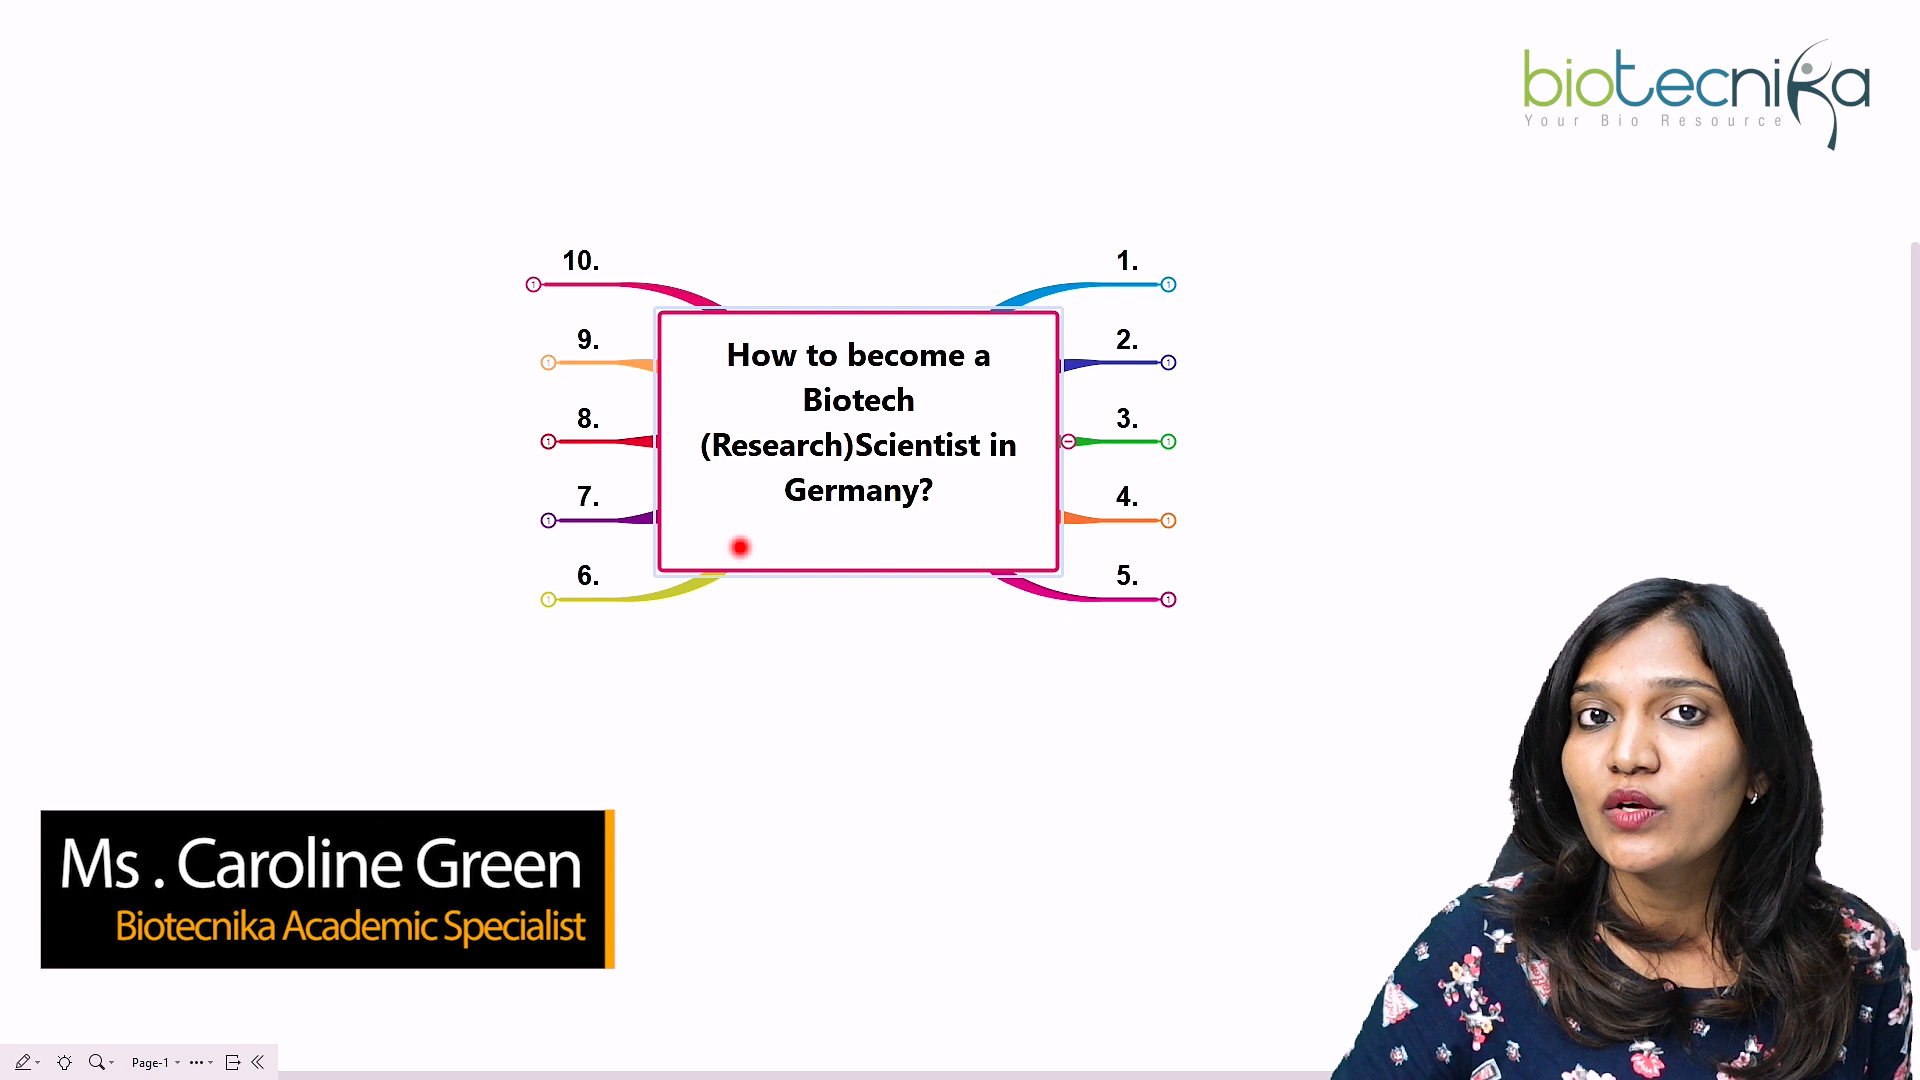 biotecnika
Your Bio Resource
10.
1.
9.
2.
8.
3.
7.
4.
6.
5.
How to become a
Biotech
(Research)Scientist in
Germany?
Ms . Caroline Green
Biotecnika Academic Specialist
Page-1